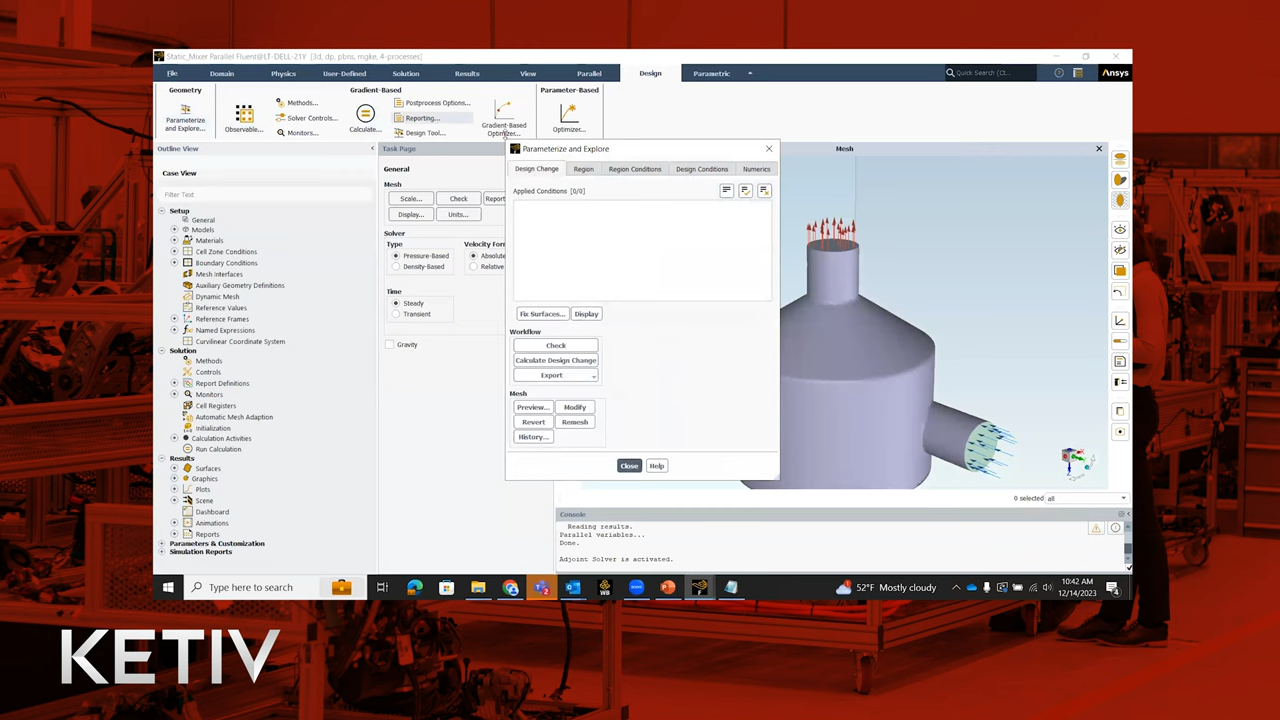 Static_Mixer Parallel Fluent@LT-DELL-21Y [3d, dp, pbns, rngke, 4-processes]
File Domain Physics User-Defined Solution Results View Parallel Design Parametric Quick Search (Ct... Ansys
Geometry Gradient-Based Parameter-Based
Parameterize and Explore...
Observable...
Methods...
Solver Controls...
Monitors...
Calculate...
Postprocess Options...
Reporting...
Design Tool...
Gradient-Based Optimizer...
Optimizer...
Outline View
Case View
Filter Text
Setup
General
Models
Materials
Cell Zone Conditions
Boundary Conditions
Mesh Interfaces
Auxiliary Geometry Definitions
Dynamic Mesh
Reference Values
Reference Frames
Named Expressions
Curvilinear Coordinate System
Solution
Methods
Controls
Report Definitions
Monitors
Cell Registers
Automatic Mesh Adaption
Initialization
Calculation Activities
Run Calculation
Results
Surfaces
Graphics
Plots
Scene
Dashboard
Animations
Reports
Parameters & Customization
Simulation Reports
Task Page
General
Mesh
Scale... Check Report
Display... Units...
Solver
Type Velocity Form
Pressure-Based Absolute
Density-Based Relative
Time
Steady
Transient
Gravity
Parameterize and Explore
Design Change Region Region Conditions Design Conditions Numerics
Applied Conditions [0/0]
Fix Surfaces... Display
Workflow
Check
Calculate Design Change
Export
Mesh
Preview... Modify
Revert Remesh
History...
Close Help
Mesh
0 selected all
Console
Reading results.
Parallel variables...
Done.
Adjoint Solver is activated.
Type here to search
52°F Mostly cloudy
10:42 AM
12/14/2023
KETIV